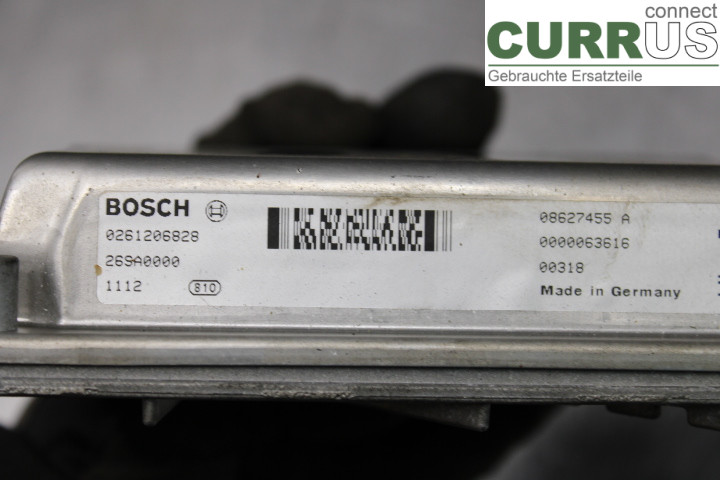 connect
CURRUS
Gebrauchte Ersatzteile
BOSCH
0261206828
26SA0000
1112
810
08627455 A
0000063616
00318
Made in Germany